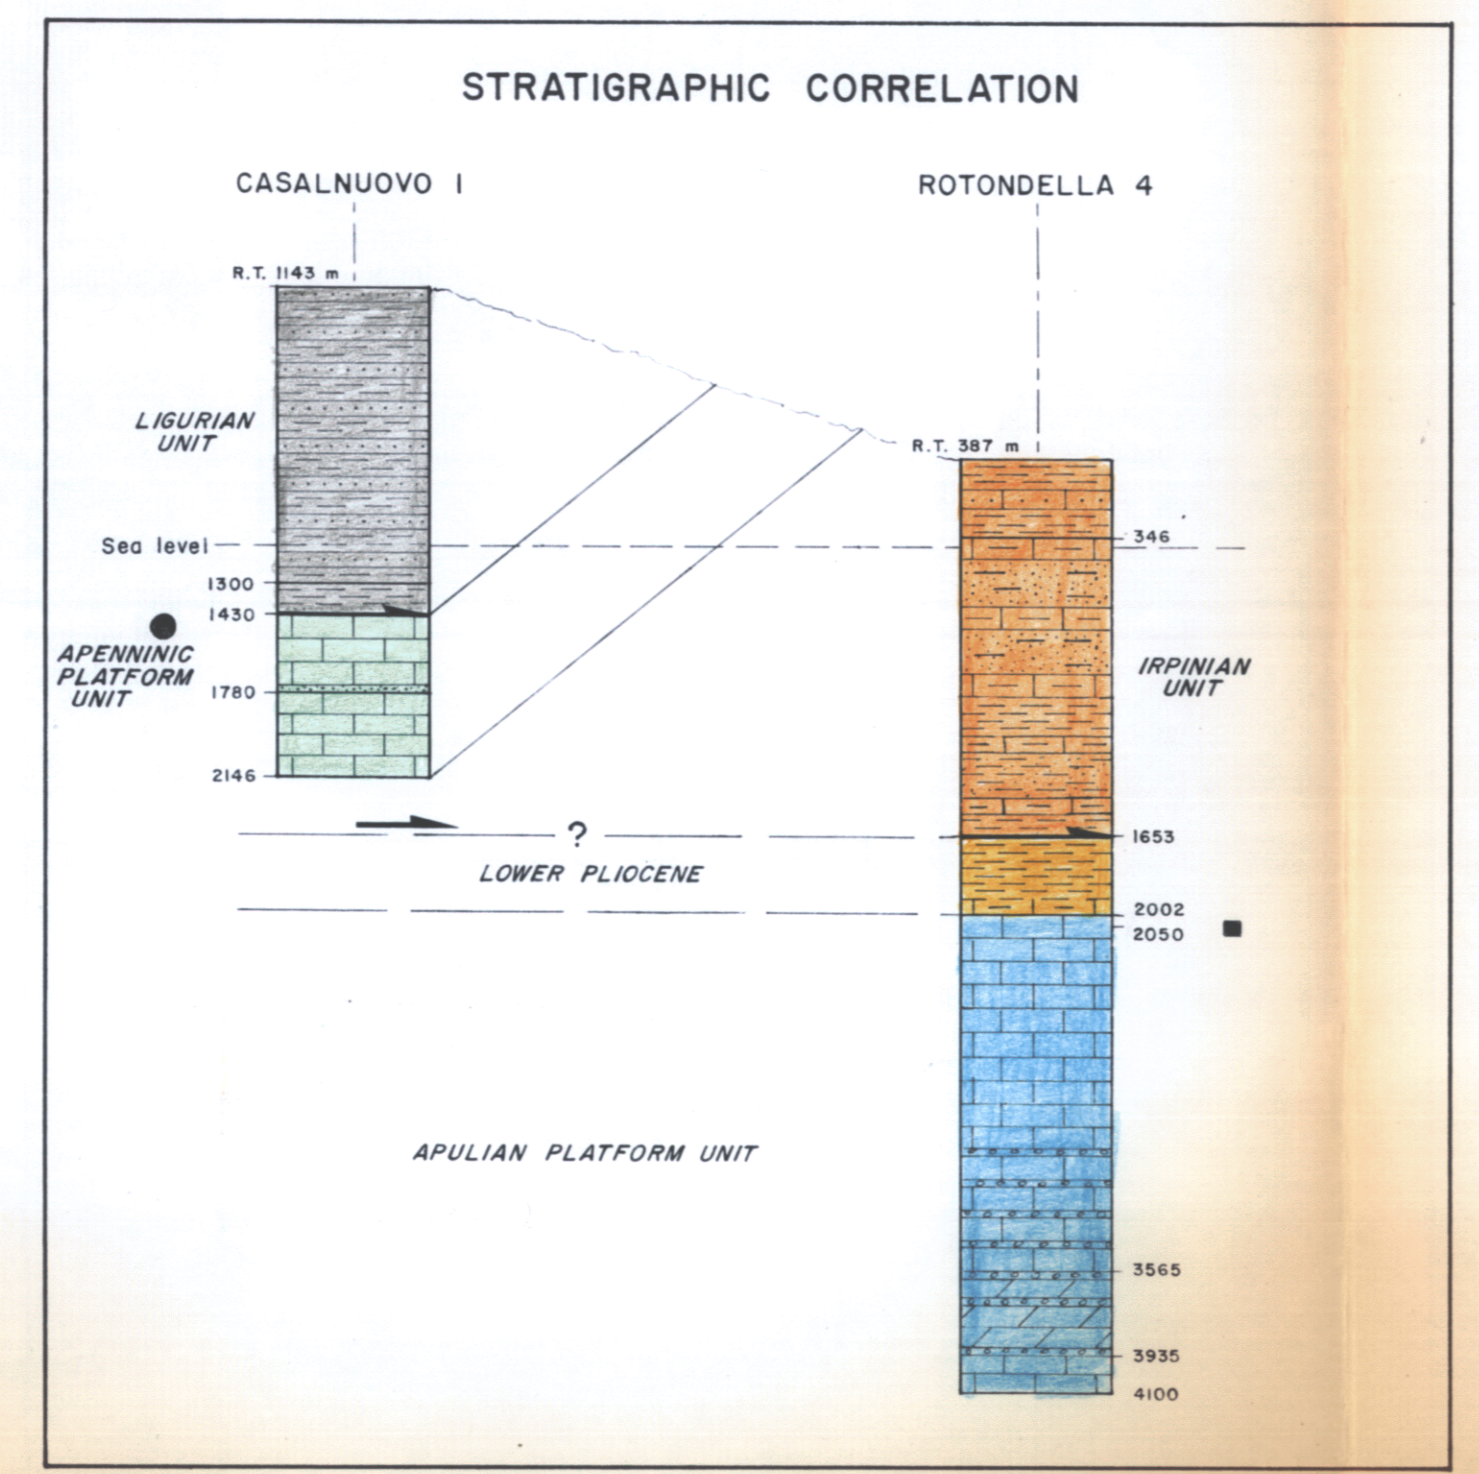 STRATIGRAPHIC CORRELATION
CASALNUOVO 1
ROTONDELLA 4
R.T. 1143 m
LIGURIAN
UNIT
R.T. 387 m
Sea level
346
1300
1430
APENNINIC
PLATFORM
UNIT
1780
2146
IRPINIAN
UNIT
?
1653
LOWER PLIOCENE
2002
2050
APULIAN PLATFORM UNIT
3565
3935
4100